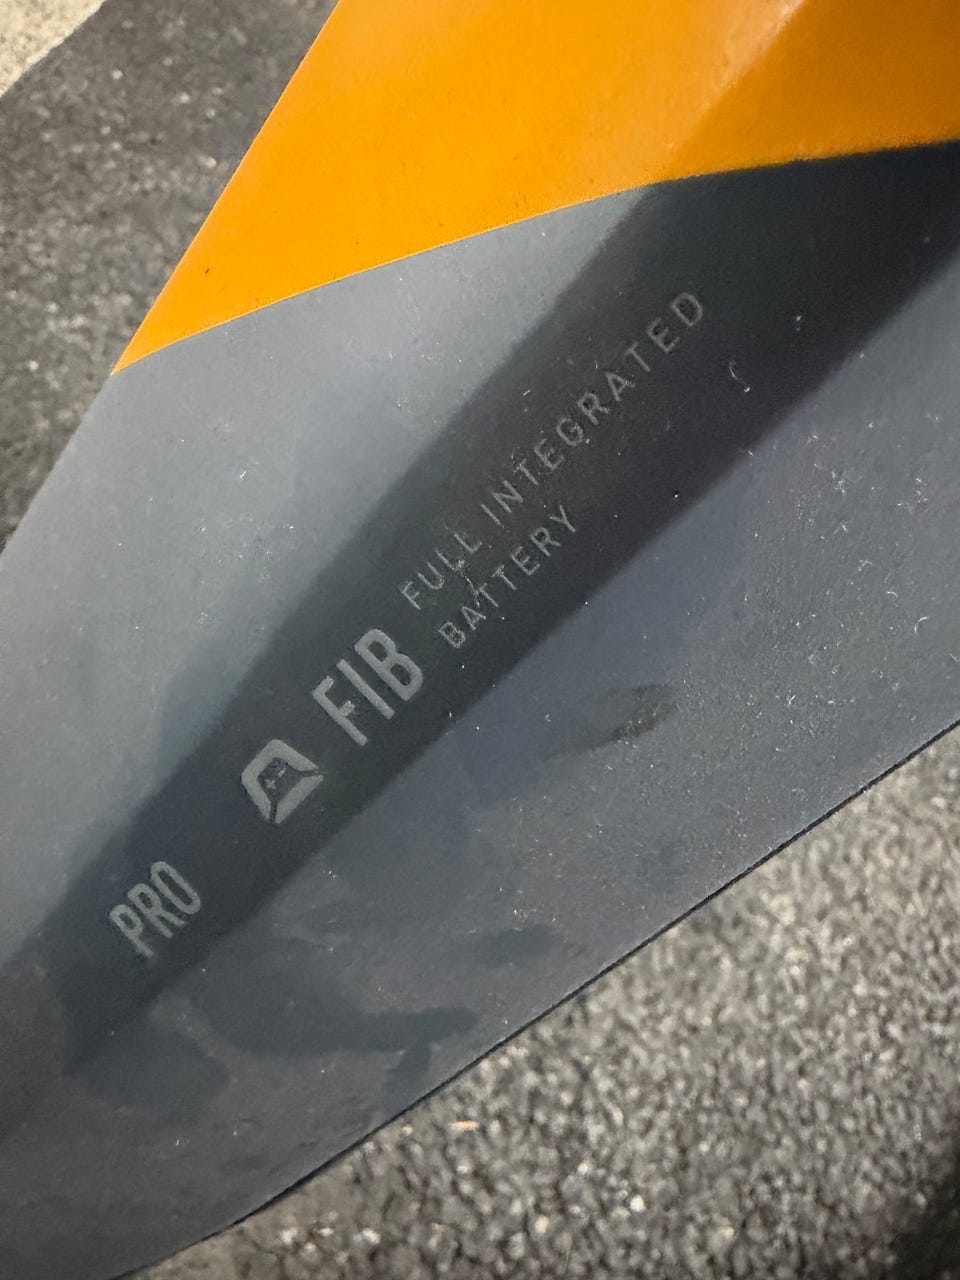 PRO
FIB
FULL INTEGRATED
BATTERY